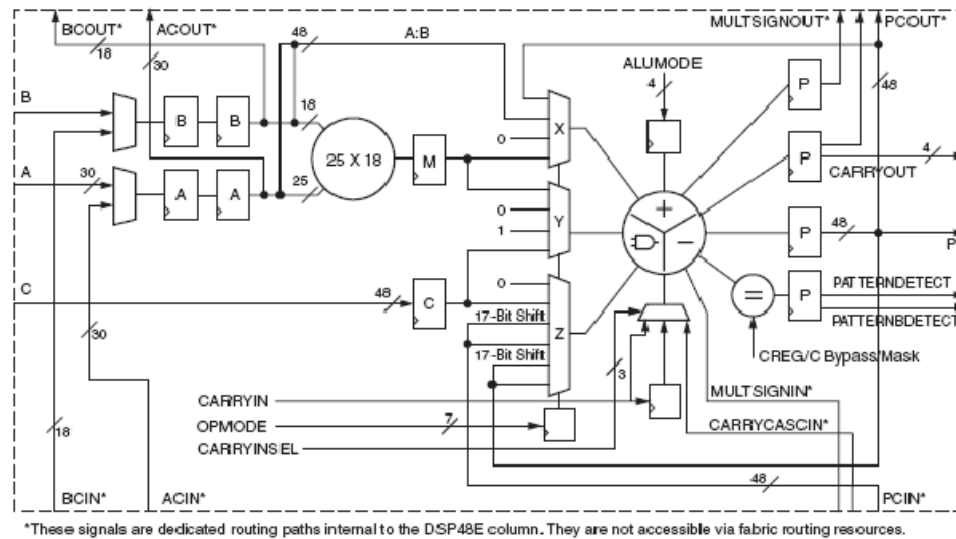 BCOUT* ACOUT* 48 A:B MULTSIGNOUT* PCOUT*
18
30 ALUMODE
4 48
B 18 P
B B X
0
25 X 18 M P 4
CARRYOUT
A 30 A A 25
0
1 Y + − P 48 P
C 48 C 0
17-Bit Shift
Z = P PATTERNDETECT
PATTERNBDETECT
30 17-Bit Shift
3 CREG/C Bypass/Mask
CARRYIN MULTSIGNIN*
18 OPMODE 7
CARRYINSEL CARRYCASCIN*
48
BCIN* ACIN* PCIN*
*These signals are dedicated routing paths internal to the DSP48E column. They are not accessible via fabric routing resources.